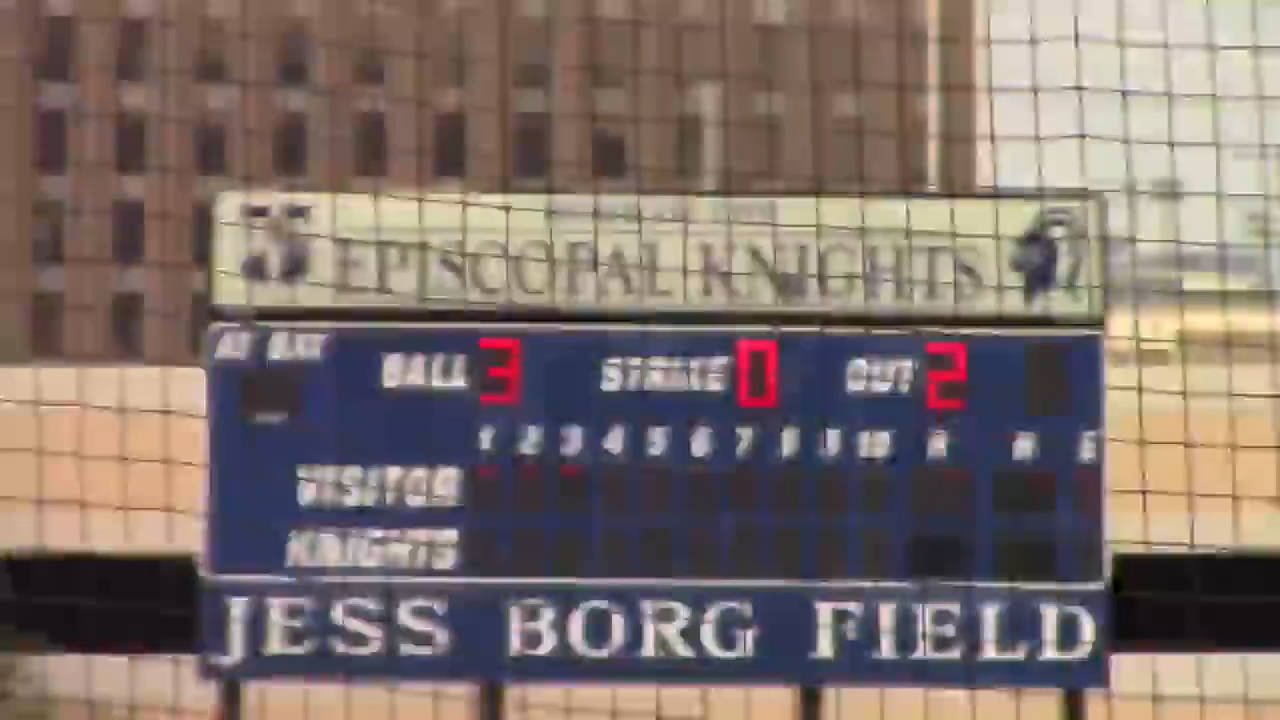 EPISCOPAL KNIGHTS
AT BAT BALL 3 STRIKE 0 OUT 2
1 2 3 4 5 6 7 8 9 10 R H E
VISITOR
KNIGHTS
JESS BORG FIELD